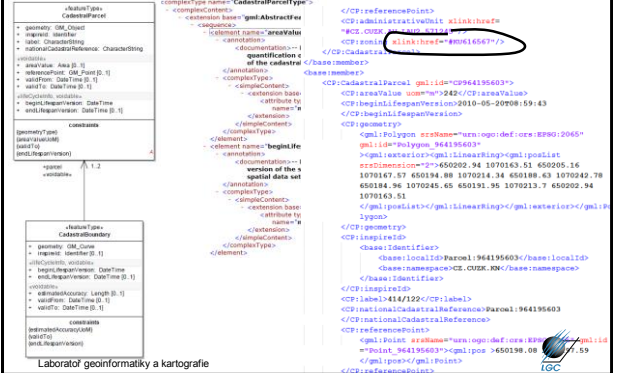 «featureType»
CadastralParcel
+ geometry: GM_Object
+ inspireId: Identifier
+ label: CharacterString
+ nationalCadastralReference: CharacterString
«voidable»
+ areaValue: Area [0..1]
+ referencePoint: GM_Point [0..1]
+ validFrom: DateTime [0..1]
+ validTo: DateTime [0..1]
«lifeCycleInfo, voidable»
+ beginLifespanVersion: DateTime
+ endLifespanVersion: DateTime [0..1]
constraints
{geometryType}
{areaValueUoM}
{validTo}
{endLifespanVersion}
+parcel
«voidable»
1..2
«featureType»
CadastralBoundary
+ geometry: GM_Curve
+ inspireId: Identifier [0..1]
«lifeCycleInfo, voidable»
+ beginLifespanVersion: DateTime
+ endLifespanVersion: DateTime [0..1]
«voidable»
+ estimatedAccuracy: Length [0..1]
+ validFrom: DateTime [0..1]
+ validTo: DateTime [0..1]
constraints
{estimatedAccuracyUoM}
{validTo}
{endLifespanVersion}
Laboratoř geoinformatiky a kartografie
complexType name="CadastralParcelType
- <complexContent>
- <extension base="gml:AbstractFea
- <sequence>
- <element name="areaValu
- <annotation>
<documentation>--
quantification o
of the cadastral
</annotation>
- <complexType>
- <simpleContent>
- <extension base
<attribute ty
name="n
</extension>
</simpleContent>
</complexType>
</element>
- <element name="beginLife
- <annotation>
<documentation>--
version of the s
spatial data set
</annotation>
- <complexType>
- <simpleContent>
- <extension base
<attribute ty
name="n
</extension>
</simpleContent>
</complexType>
</element>
</CP:referencePoint>
<CP:administrativeUnit xlink:href=
<CP:zoning xlink:href="#KU616567"/>
</CP:CadastralParcel>
</base:member>
<base:member>
<CP:CadastralParcel gml:id="CP964195603">
<CP:areaValue uom="m">242</CP:areaValue>
<CP:beginLifespanVersion>2010-05-20T08:59:43
</CP:beginLifespanVersion>
<CP:geometry>
<gml:Polygon srsName="urn:ogc:def:crs:EPSG:2065"
gml:id="Polygon_964195603"
><gml:exterior><gml:LinearRing><gml:posList
srsDimension="2">650202.94 1070163.51 650205.16
1070167.57 650194.88 1070214.34 650188.63 1070242.78
650184.96 1070245.65 650191.95 1070213.7 650202.94
1070163.51
</gml:posList></gml:LinearRing></gml:exterior></gml:Po
lygon>
</CP:geometry>
<CP:inspireId>
<base:Identifier>
<base:localId>Parcel:964195603</base:localId>
<base:namespace>CZ.CUZK.KN</base:namespace>
</base:Identifier>
</CP:inspireId>
<CP:label>414/122</CP:label>
<CP:nationalCadastralReference>Parcel:964195603
</CP:nationalCadastralReference>
<CP:referencePoint>
<gml:Point srsName="urn:ogc:def:crs:EPSG gml:id
="Point_964195603"><gml:pos >650198.08 97.59
</gml:Point>
</CP:referencePoint>
LGC